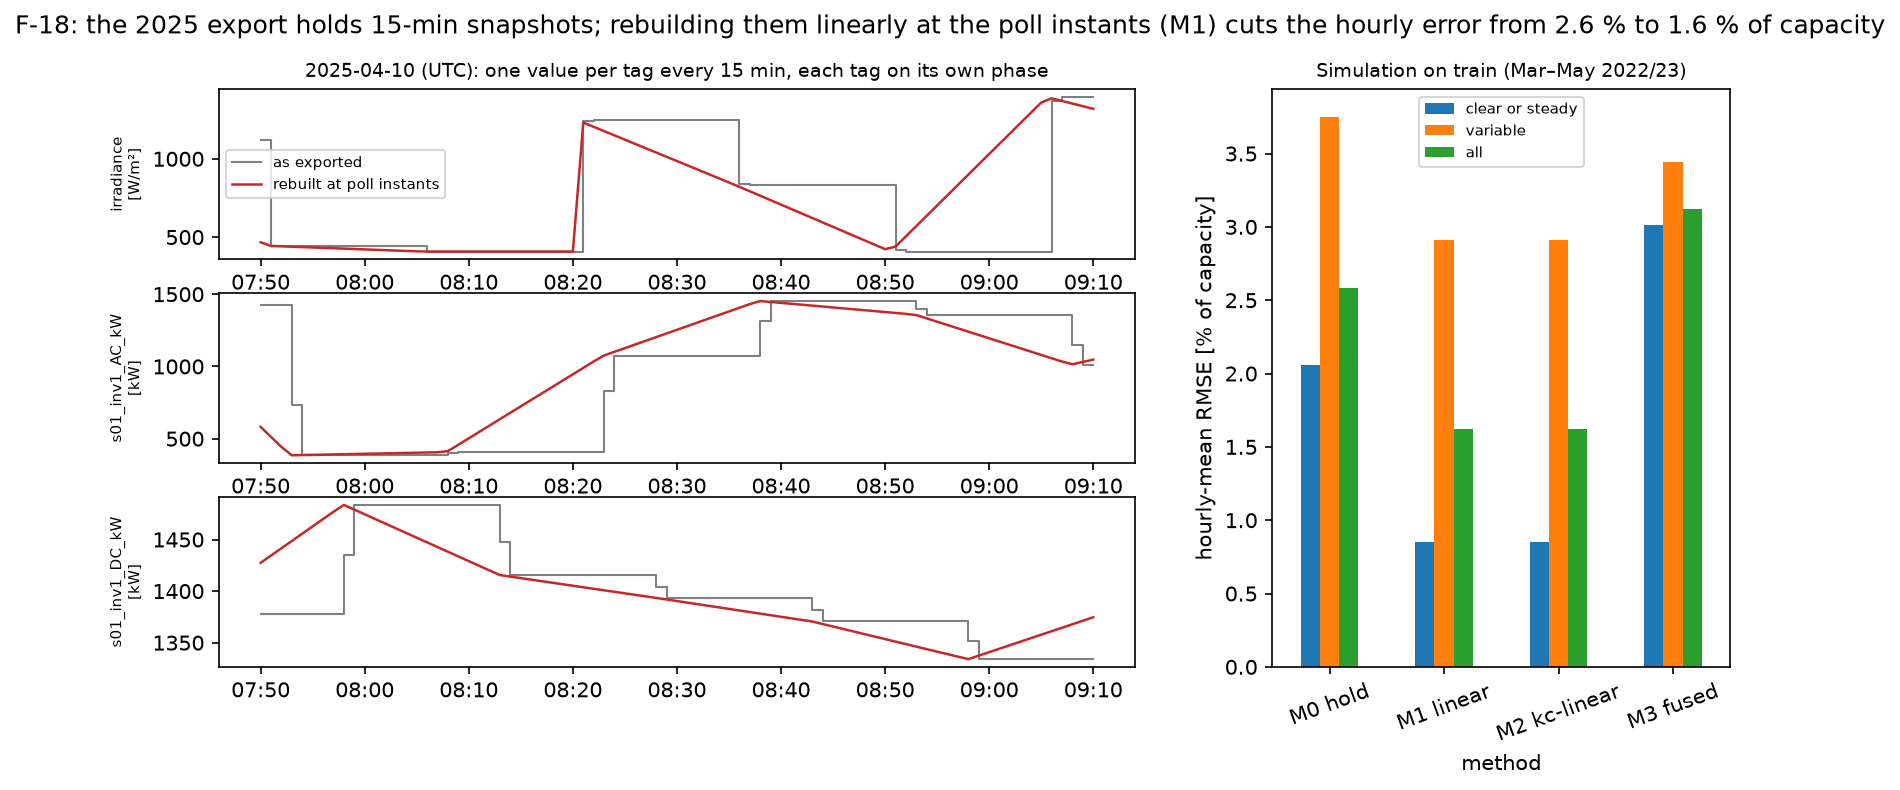 F-18: the 2025 export holds 15-min snapshots; rebuilding them linearly at the poll instants (M1) cuts the hourly error from 2.6 % to 1.6 % of capacity
2025-04-10 (UTC): one value per tag every 15 min, each tag on its own phase
irradiance
[W/m²]
1000
500
as exported
rebuilt at poll instants
07:50 08:00 08:10 08:20 08:30 08:40 08:50 09:00 09:10
s01_inv1_AC_kW
[kW]
1500
1000
500
07:50 08:00 08:10 08:20 08:30 08:40 08:50 09:00 09:10
s01_inv1_DC_kW
[kW]
1450
1400
1350
07:50 08:00 08:10 08:20 08:30 08:40 08:50 09:00 09:10
Simulation on train (Mar–May 2022/23)
clear or steady
variable
all
hourly-mean RMSE [% of capacity]
3.5
3.0
2.5
2.0
1.5
1.0
0.5
0.0
M0 hold M1 linear M2 kc-linear M3 fused
method